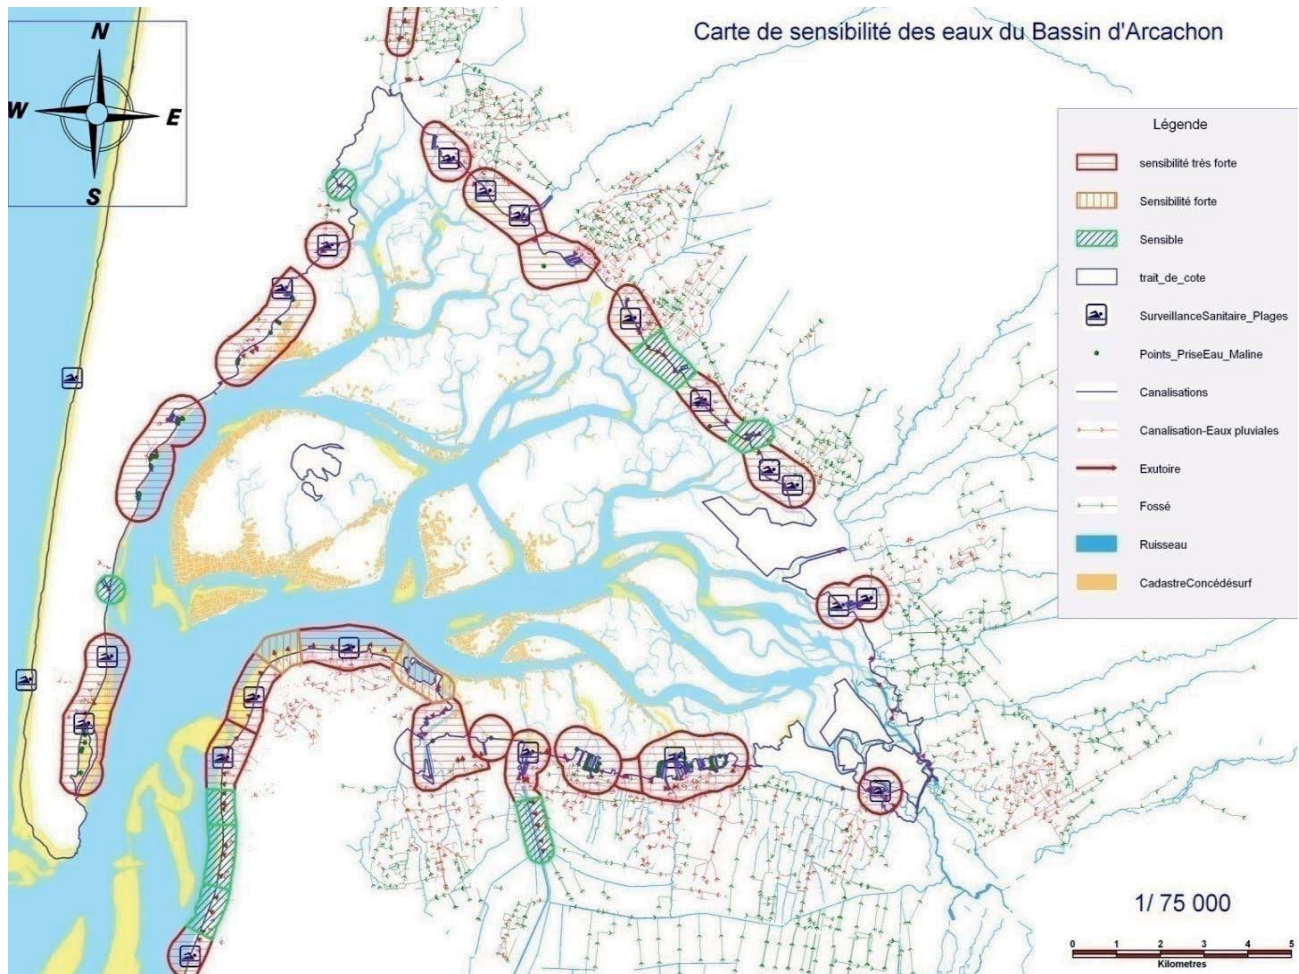 Carte de sensibilité des eaux du Bassin d'Arcachon
N
W
E
S
Légende
sensibilité très forte
Sensibilité forte
Sensible
trait_de_cote
SurveillanceSanitaire_Plages
Points_PriseEau_Maline
Canalisations
Canalisation-Eaux pluviales
Exutoire
Fossé
Ruisseau
CadastreConcédésurf
1/ 75 000
0 1 2 3 4 5
Kilometres